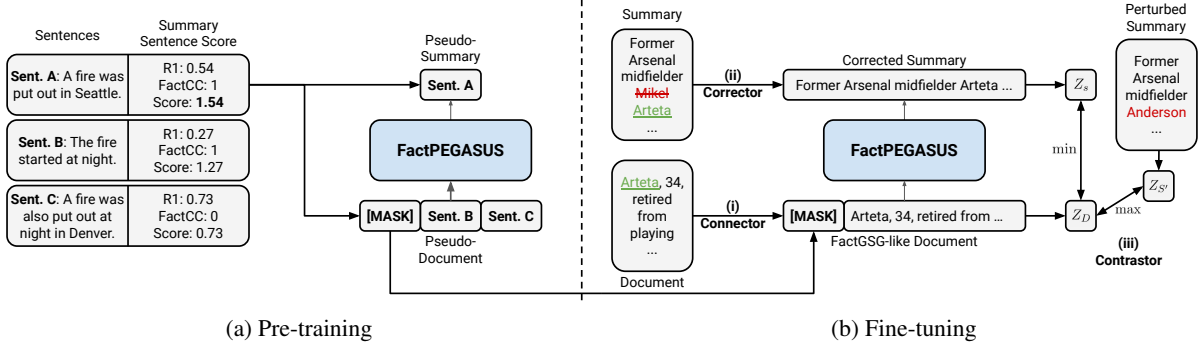 Sentences
Summary
Sentence Score
Sent. A: A fire was
put out in Seattle.
R1: 0.54
FactCC: 1
Score: 1.54
Sent. B: The fire
started at night.
R1: 0.27
FactCC: 1
Score: 1.27
Sent. C: A fire was
also put out at
night in Denver.
R1: 0.73
FactCC: 0
Score: 0.73
Pseudo-
Summary
Sent. A
FactPEGASUS
[MASK]
Sent. B
Sent. C
Pseudo-
Document
(a) Pre-training
Summary
Former
Arsenal
midfielder
Mikel
Arteta
...
(ii)
Corrector
Corrected Summary
Former Arsenal midfielder Arteta ...
FactPEGASUS
Arteta, 34,
retired from
playing
...
Document
(i)
Connector
[MASK]
Arteta, 34, retired from ...
FactGSG-like Document
Z_s
min
Z_D
max
Z_{S'}
Perturbed
Summary
Former
Arsenal
midfielder
Anderson
...
(iii)
Contrastor
(b) Fine-tuning